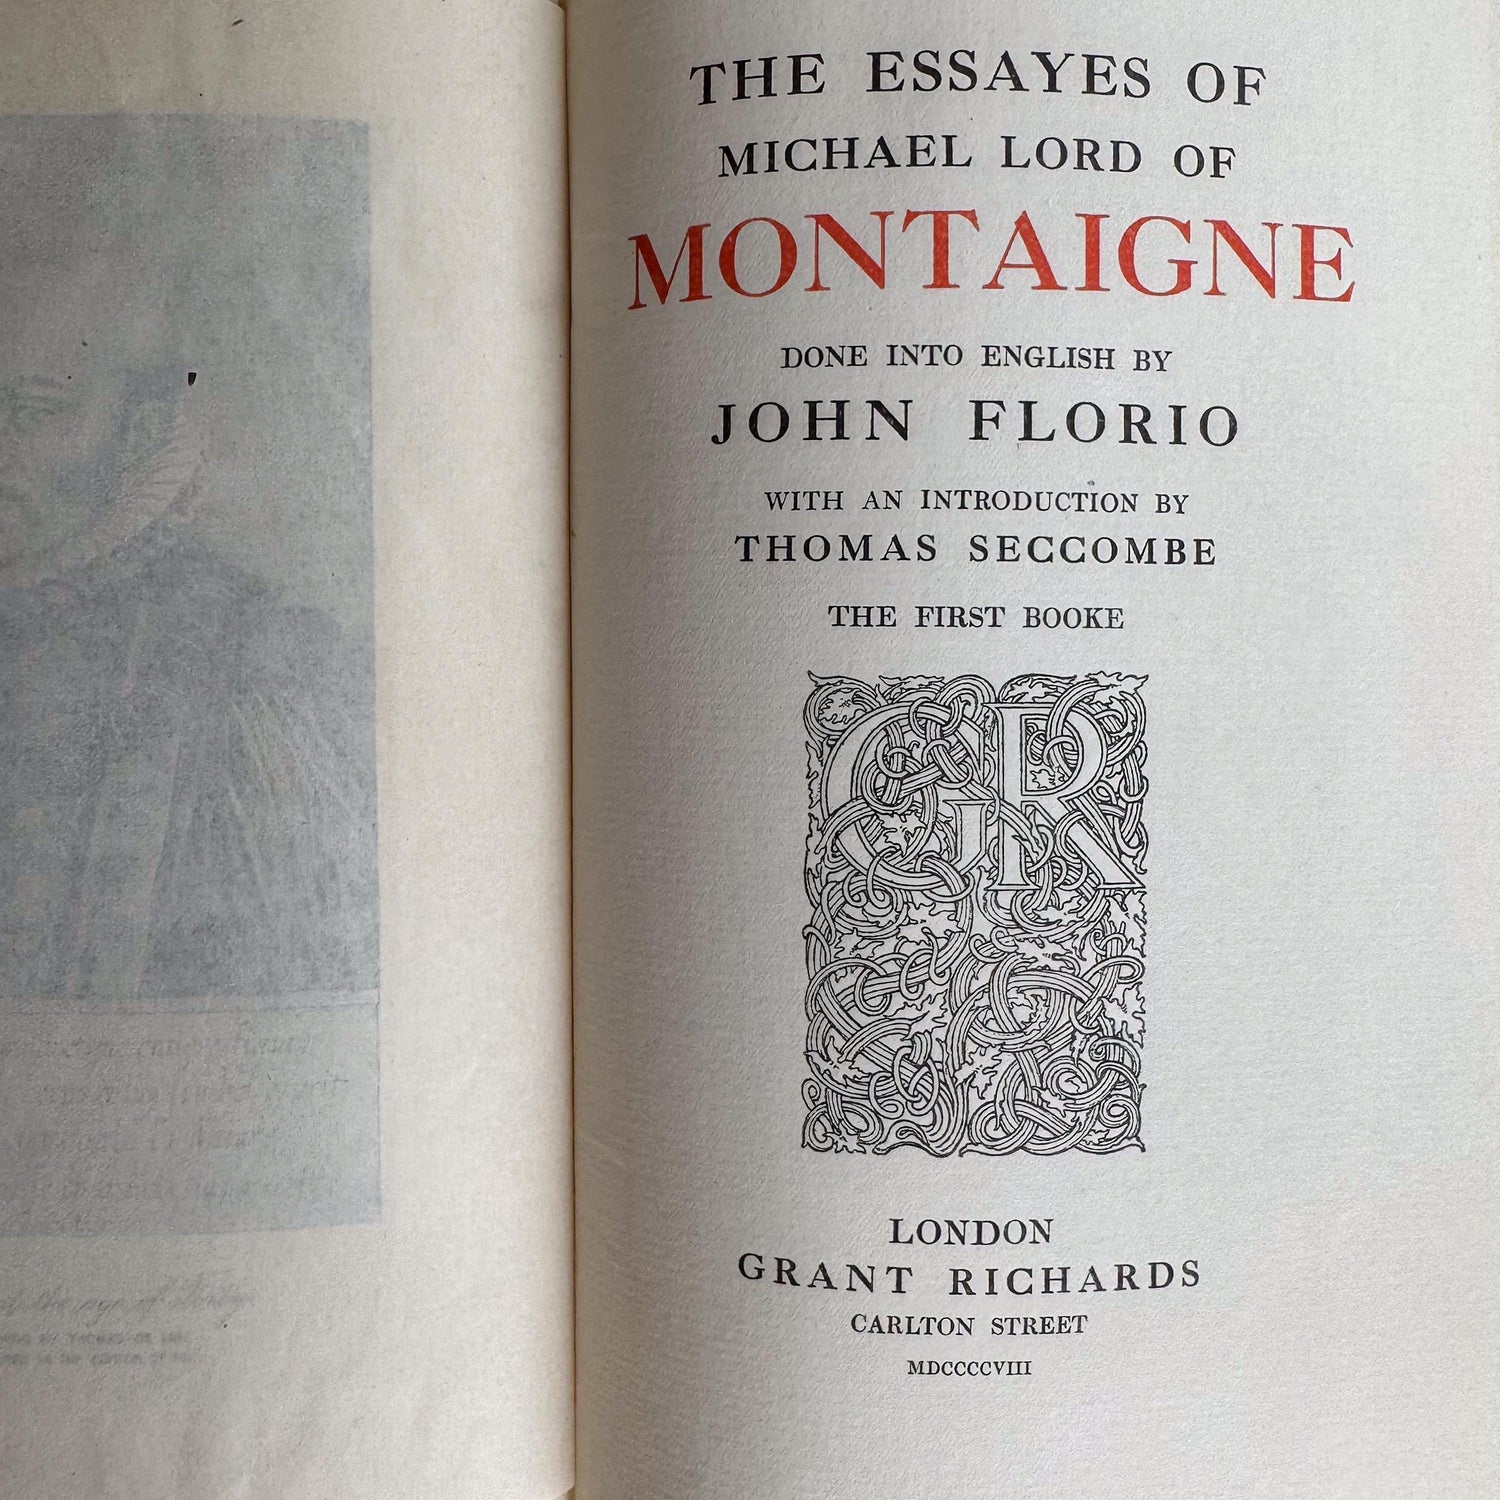 THE ESSAYES OF
MICHAEL LORD OF
MONTAIGNE
DONE INTO ENGLISH BY
JOHN FLORIO
WITH AN INTRODUCTION BY
THOMAS SECCOMBE
THE FIRST BOOKE
GR
LONDON
GRANT RICHARDS
CARLTON STREET
MDCCCCVIII